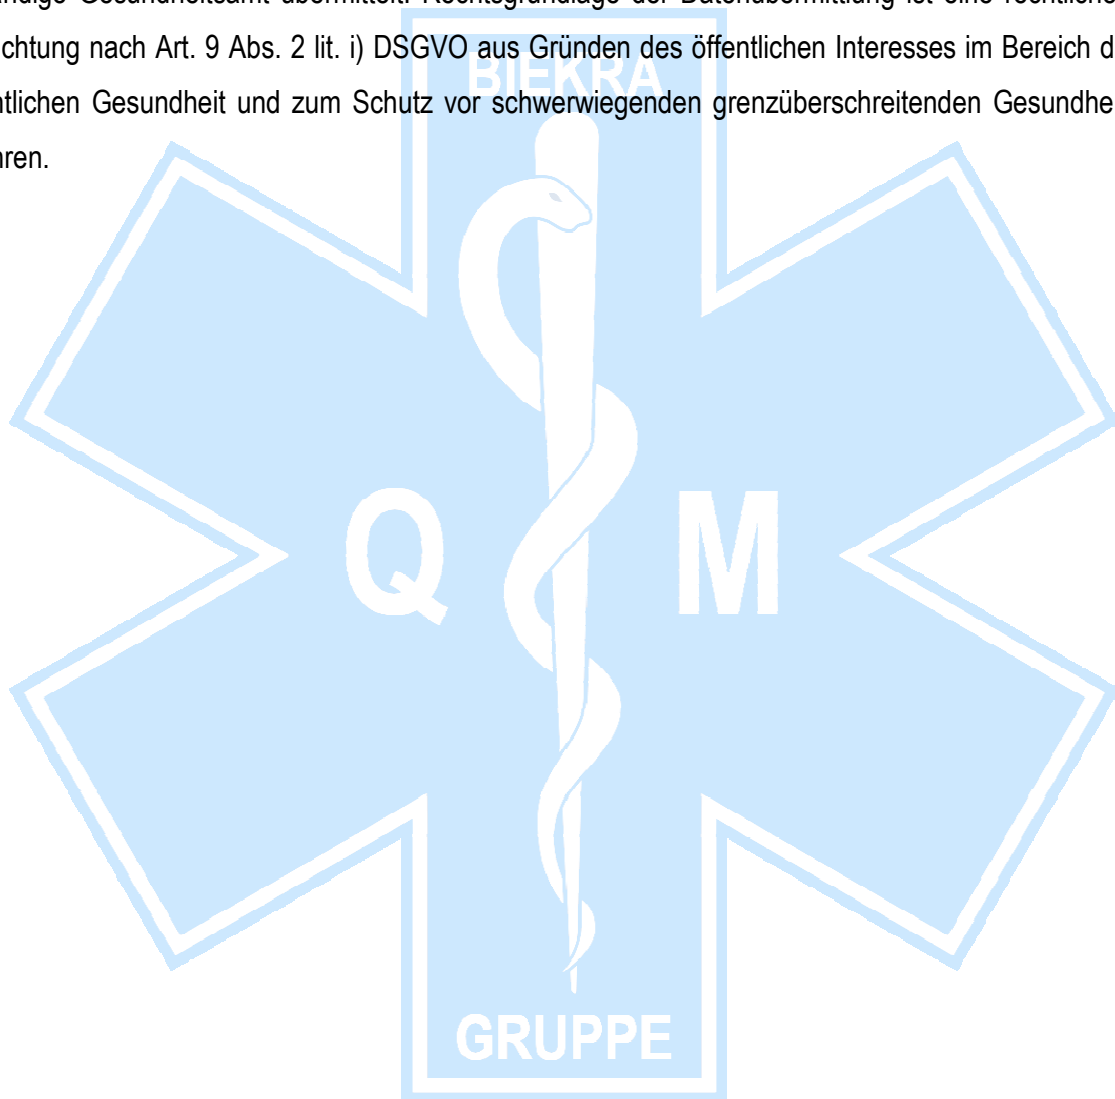 ndige Gesundheitsamt übermittelt. Rechtsgrundlage der Datenübermittlung ist eine rechtliche
ichtung nach Art. 9 Abs. 2 lit. i) DSGVO aus Gründen des öffentlichen Interesses im Bereich d
ntlichen Gesundheit und zum Schutz vor schwerwiegenden grenzüberschreitenden Gesundhe
hren.
BIEKRA
Q M
GRUPPE